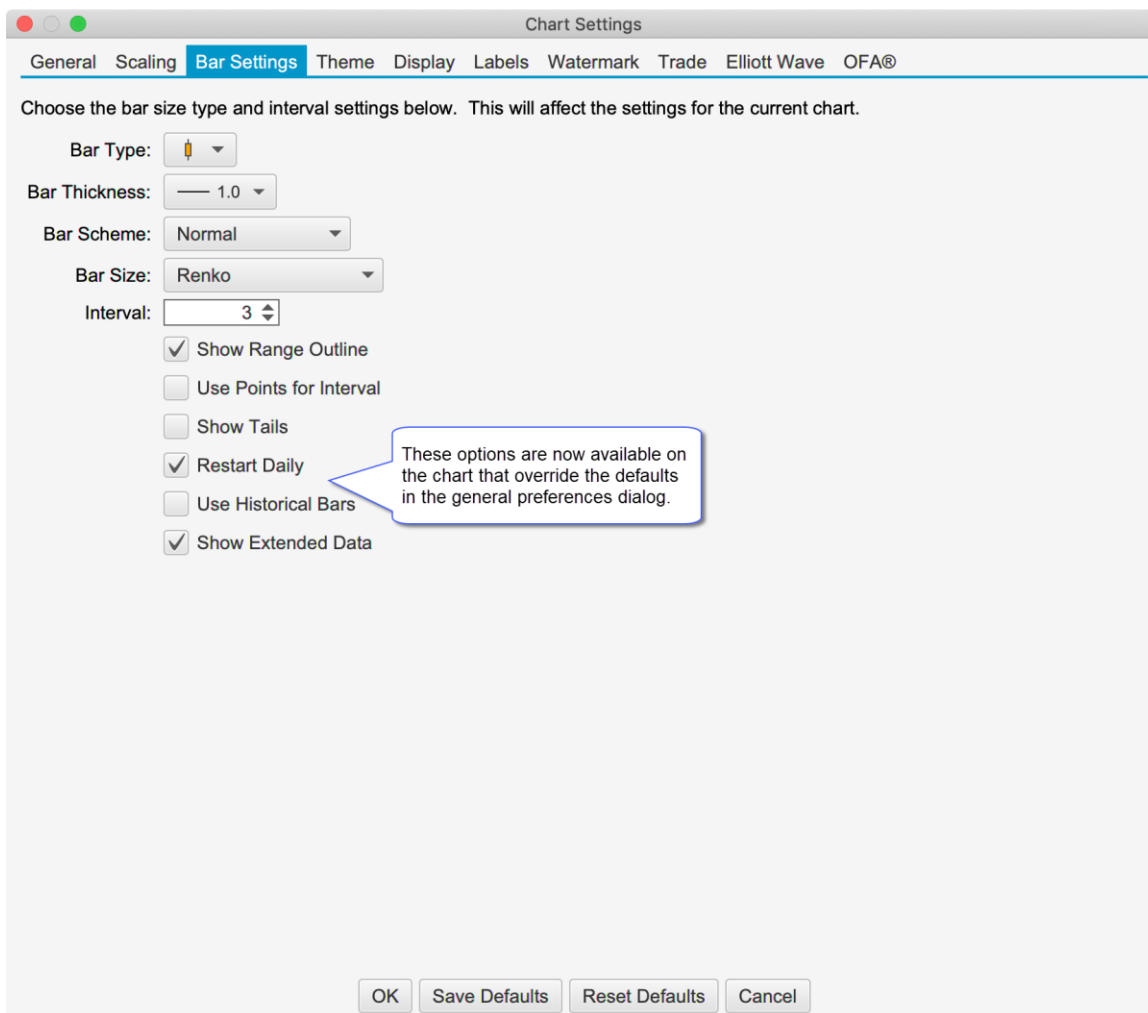 Chart Settings
General Scaling Bar Settings Theme Display Labels Watermark Trade Elliott Wave OFA®
Choose the bar size type and interval settings below. This will affect the settings for the current chart.
Bar Type:
Bar Thickness: 1.0
Bar Scheme: Normal
Bar Size: Renko
Interval: 3
Show Range Outline
Use Points for Interval
Show Tails
Restart Daily
Use Historical Bars
Show Extended Data
These options are now available on
the chart that override the defaults
in the general preferences dialog.
OK Save Defaults Reset Defaults Cancel